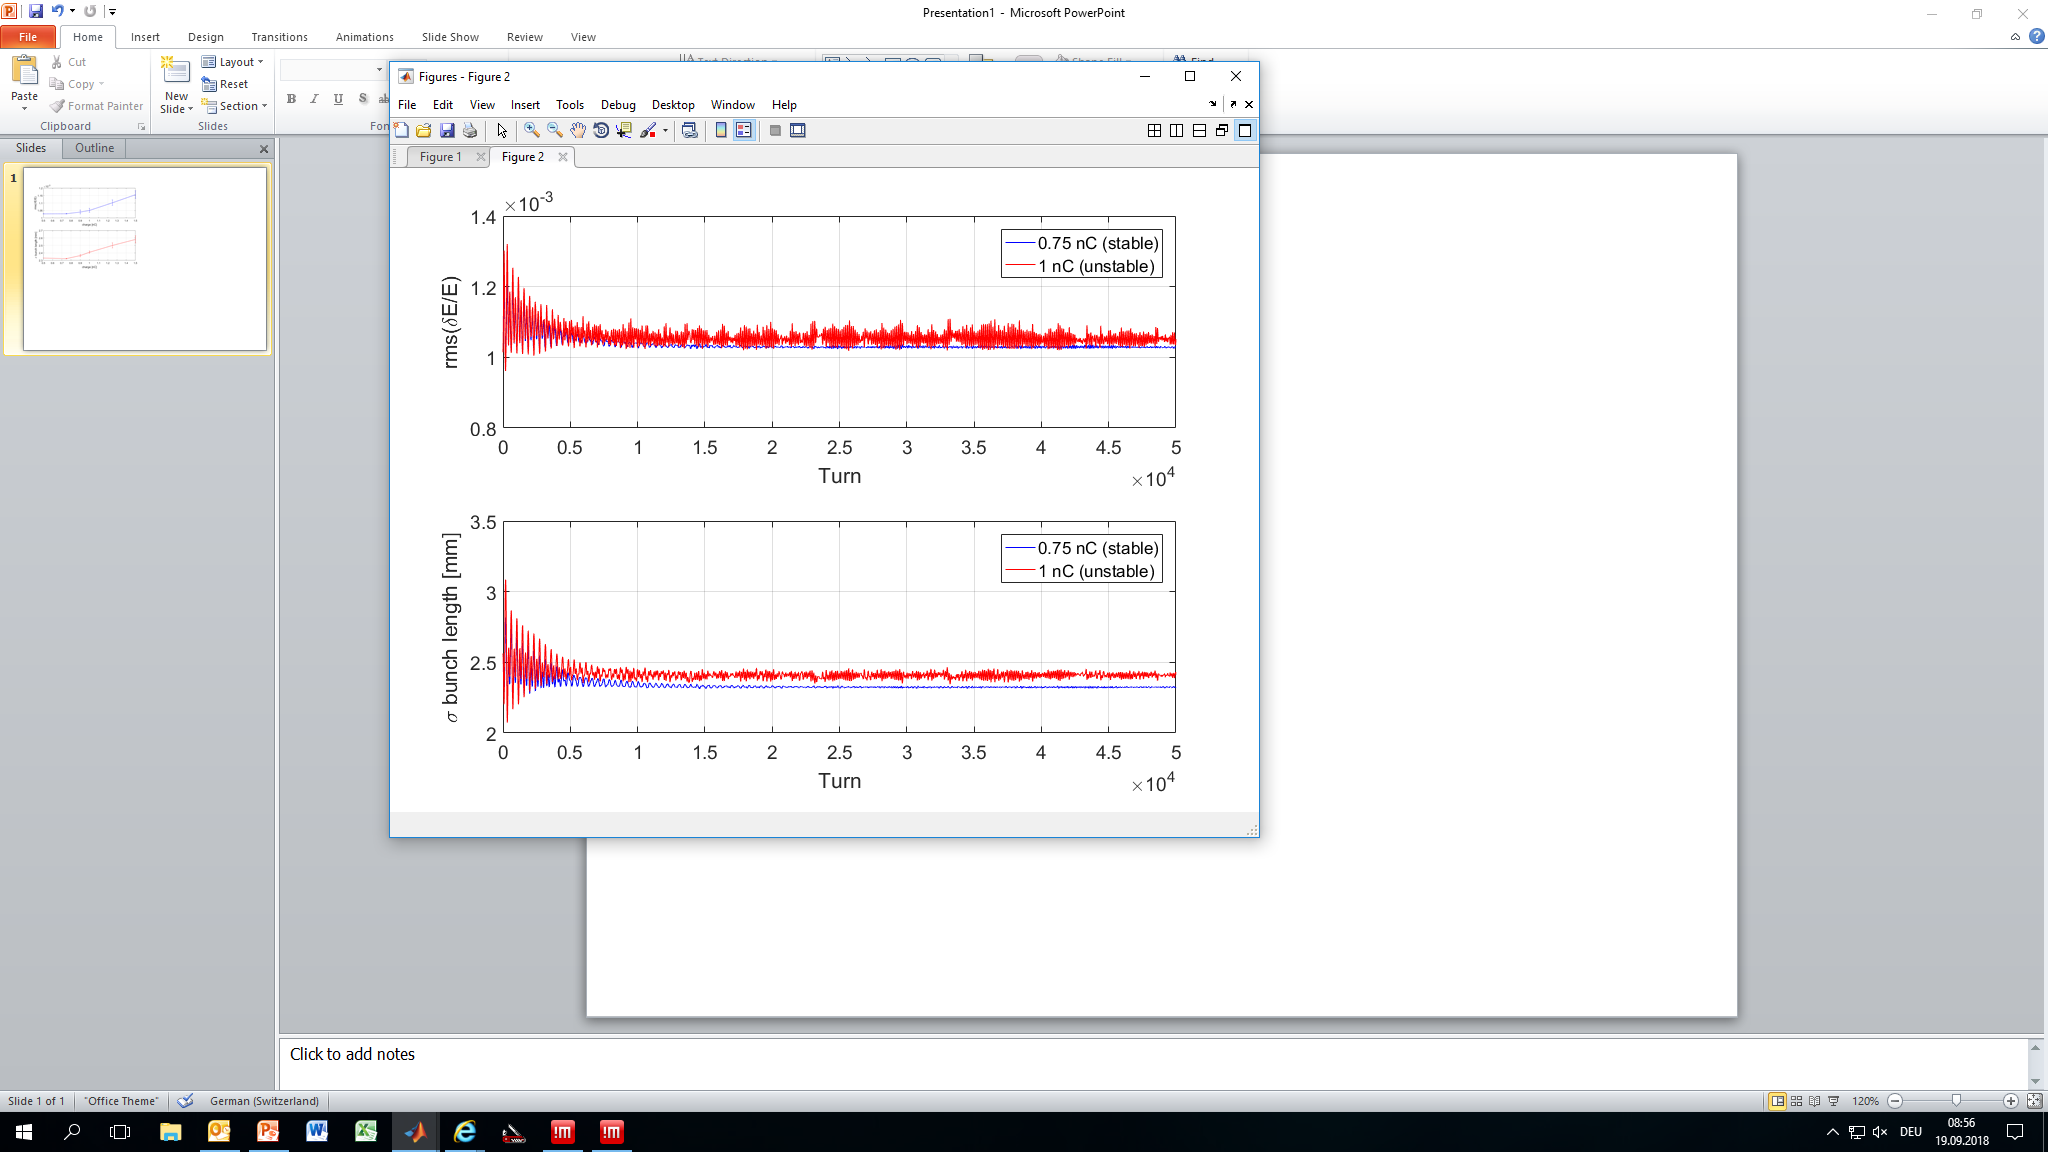 Presentation1 - Microsoft PowerPoint
File Home Insert Design Transitions Animations Slide Show Review View
Paste
Cut
Copy
Format Painter
Clipboard
New
Slide
Layout
Reset
Section
Slides
B I U S
Fon
Slides Outline
1
Figures - Figure 2
File Edit View Insert Tools Debug Desktop Window Help
Figure 1 Figure 2
×10-3
1.4
1.2
1
0.8
rms(δE/E)
0.75 nC (stable)
1 nC (unstable)
0 0.5 1 1.5 2 2.5 3 3.5 4 4.5 5
Turn
×104
3.5
3
2.5
2
σ bunch length [mm]
0.75 nC (stable)
1 nC (unstable)
0 0.5 1 1.5 2 2.5 3 3.5 4 4.5 5
Turn
×104
Click to add notes
Slide 1 of 1 "Office Theme" German (Switzerland) 120%
DEU
08:56
19.09.2018